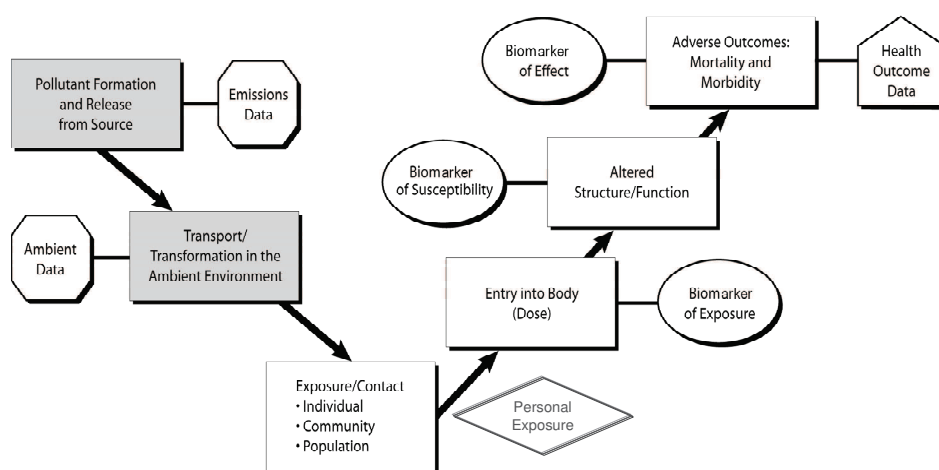 Pollutant Formation
and Release
from Source
Emissions
Data
Ambient
Data
Transport/
Transformation in the
Ambient Environment
Exposure/Contact
• Individual
• Community
• Population
Personal
Exposure
Entry into Body
(Dose)
Biomarker
of Exposure
Biomarker
of Susceptibility
Altered
Structure/Function
Biomarker
of Effect
Adverse Outcomes:
Mortality and
Morbidity
Health
Outcome
Data